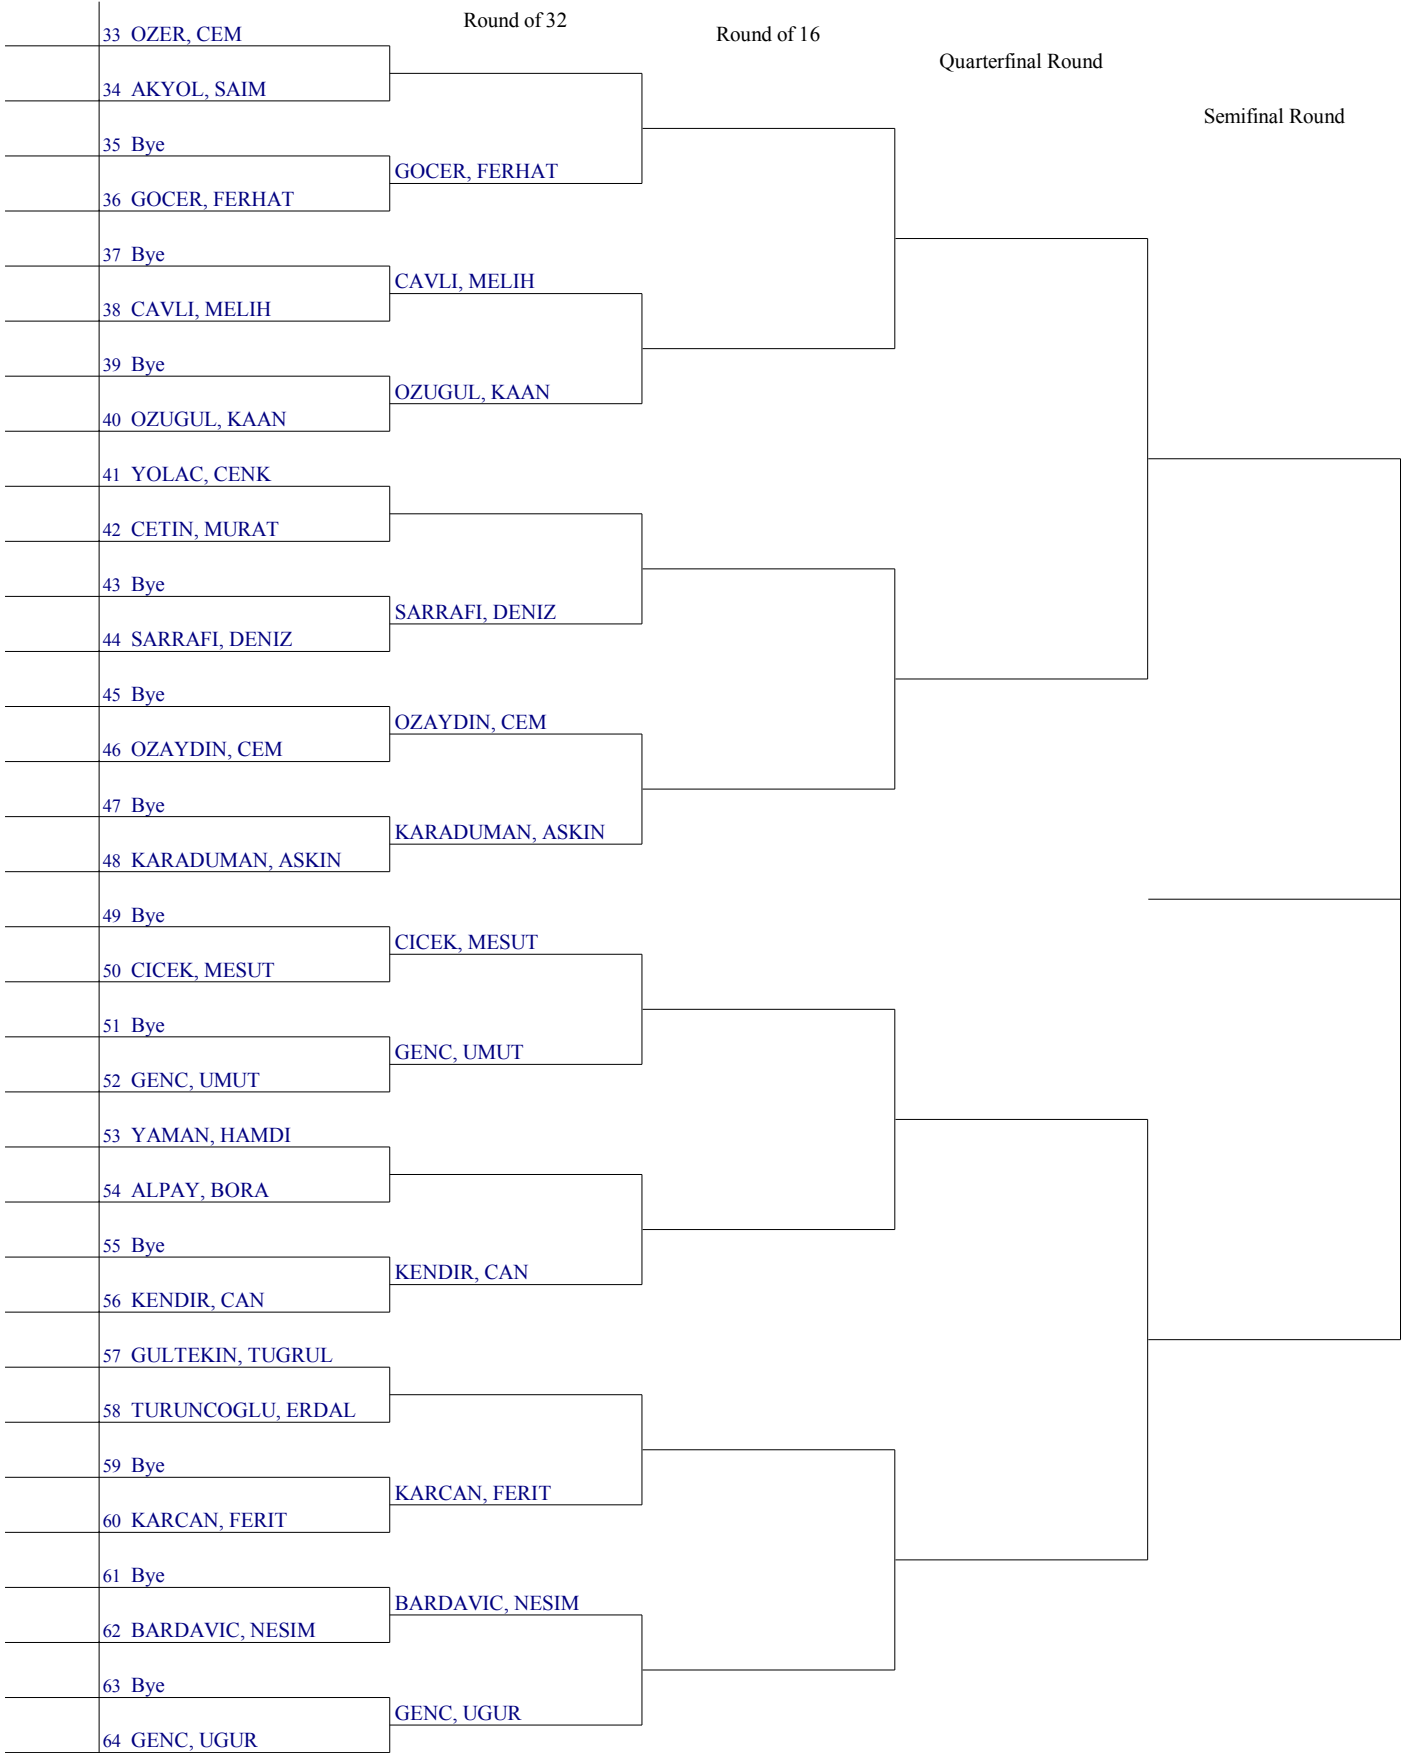 Round of 32
Round of 16
Quarterfinal Round
Semifinal Round
33 OZER, CEM
34 AKYOL, SAIM
35 Bye
36 GOCER, FERHAT
37 Bye
38 CAVLI, MELIH
39 Bye
40 OZUGUL, KAAN
41 YOLAC, CENK
42 CETIN, MURAT
43 Bye
44 SARRAFI, DENIZ
45 Bye
46 OZAYDIN, CEM
47 Bye
48 KARADUMAN, ASKIN
49 Bye
50 CICEK, MESUT
51 Bye
52 GENC, UMUT
53 YAMAN, HAMDI
54 ALPAY, BORA
55 Bye
56 KENDIR, CAN
57 GULTEKIN, TUGRUL
58 TURUNCOGLU, ERDAL
59 Bye
60 KARCAN, FERIT
61 Bye
62 BARDAVIC, NESIM
63 Bye
64 GENC, UGUR
GOCER, FERHAT
CAVLI, MELIH
OZUGUL, KAAN
SARRAFI, DENIZ
OZAYDIN, CEM
KARADUMAN, ASKIN
CICEK, MESUT
GENC, UMUT
KENDIR, CAN
KARCAN, FERIT
BARDAVIC, NESIM
GENC, UGUR